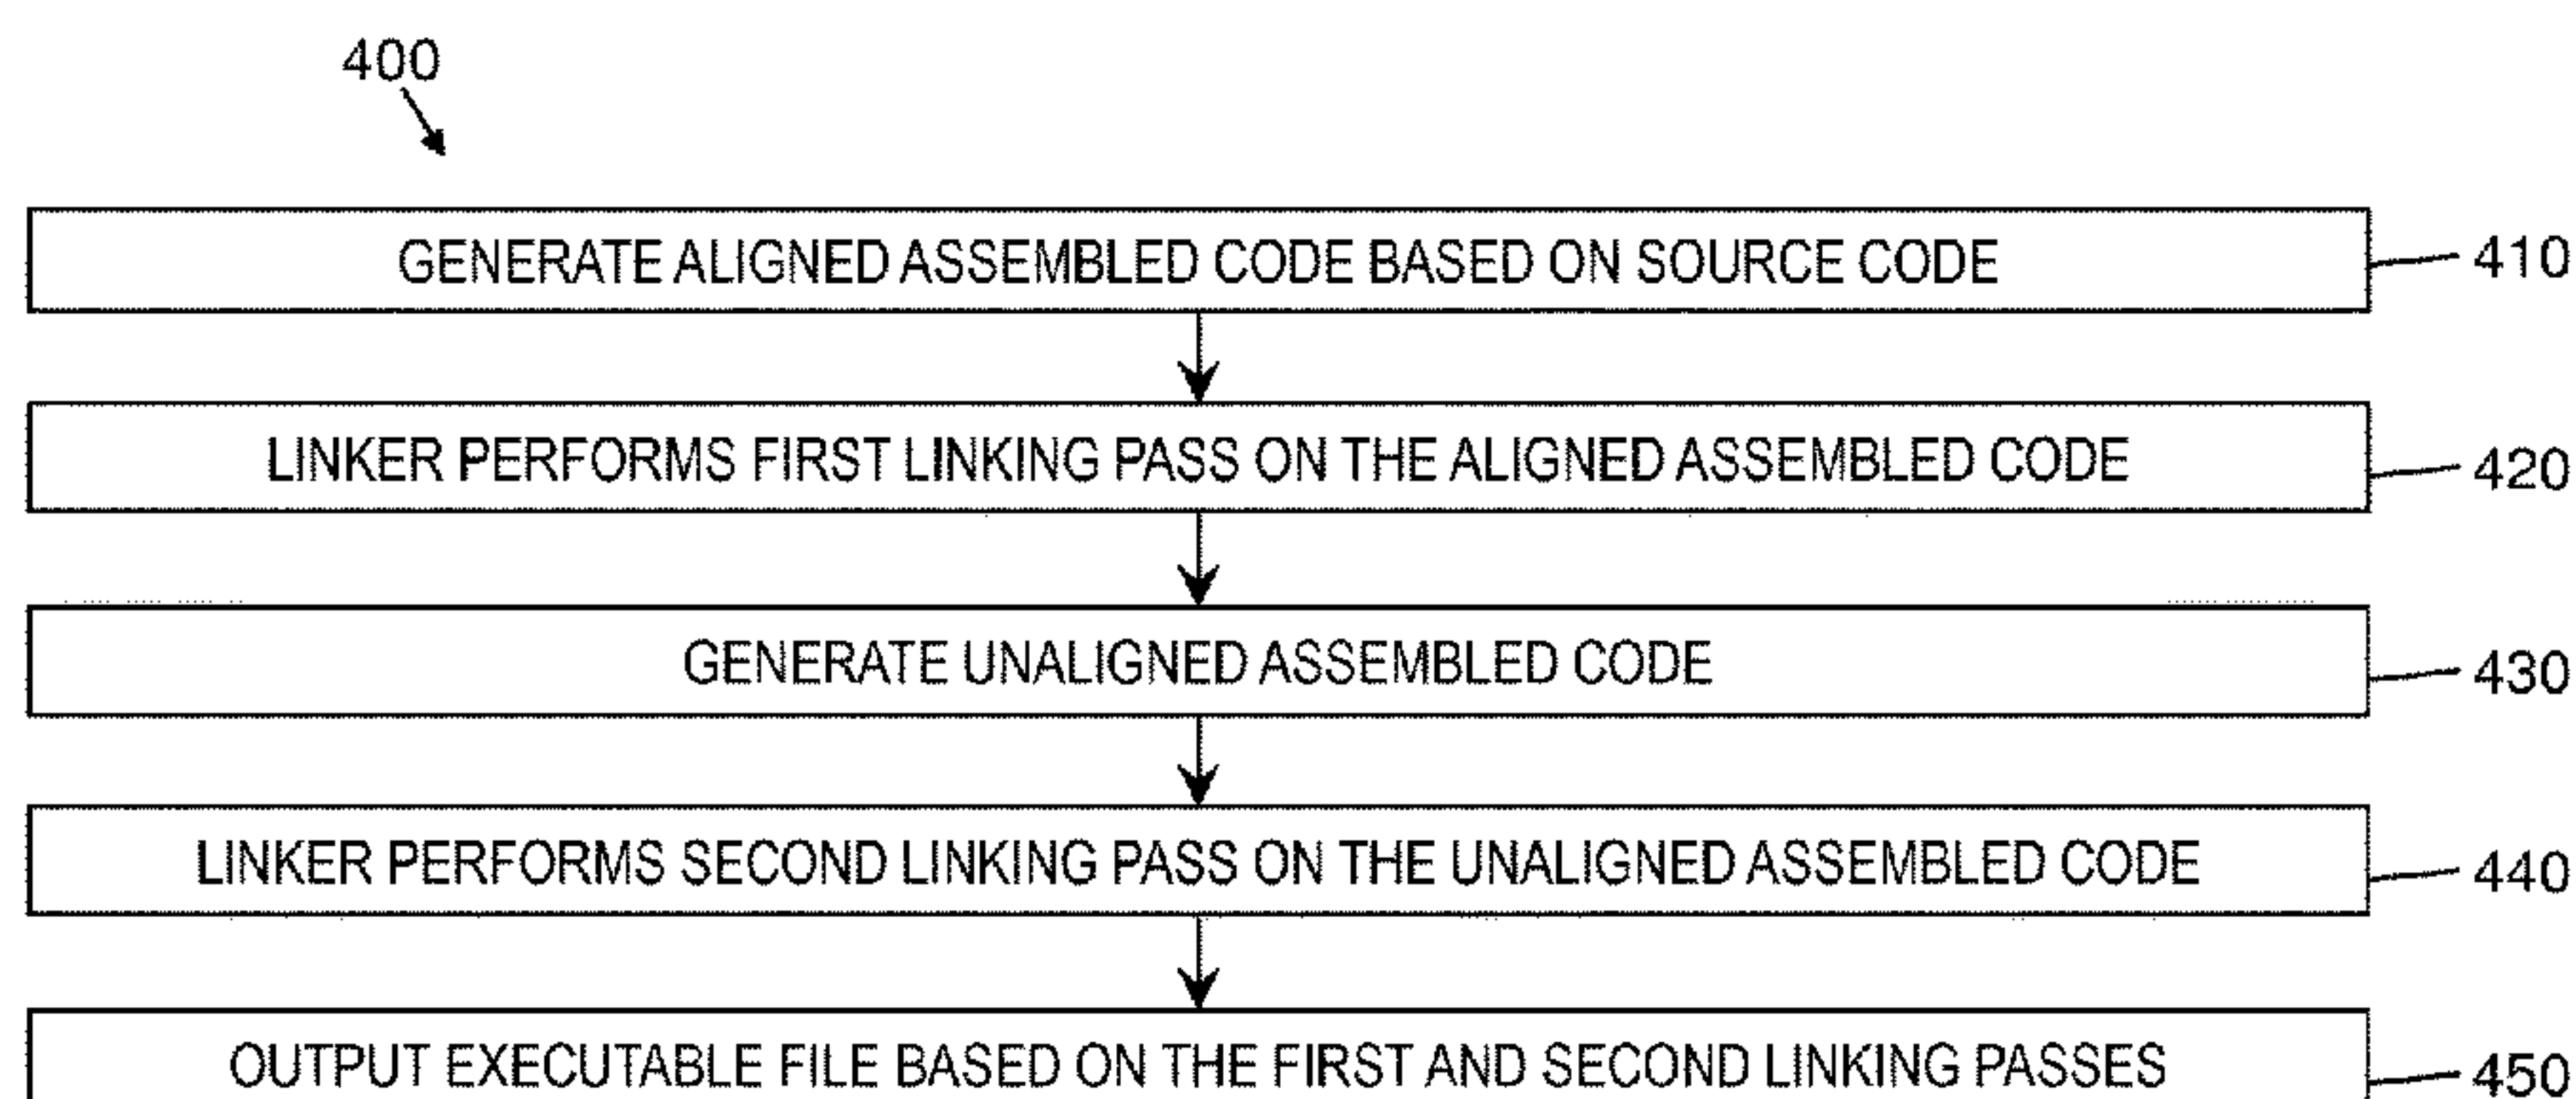 400
GENERATE ALIGNED ASSEMBLED CODE BASED ON SOURCE CODE
410
LINKER PERFORMS FIRST LINKING PASS ON THE ALIGNED ASSEMBLED CODE
420
GENERATE UNALIGNED ASSEMBLED CODE
430
LINKER PERFORMS SECOND LINKING PASS ON THE UNALIGNED ASSEMBLED CODE
440
OUTPUT EXECUTABLE FILE BASED ON THE FIRST AND SECOND LINKING PASSES
450